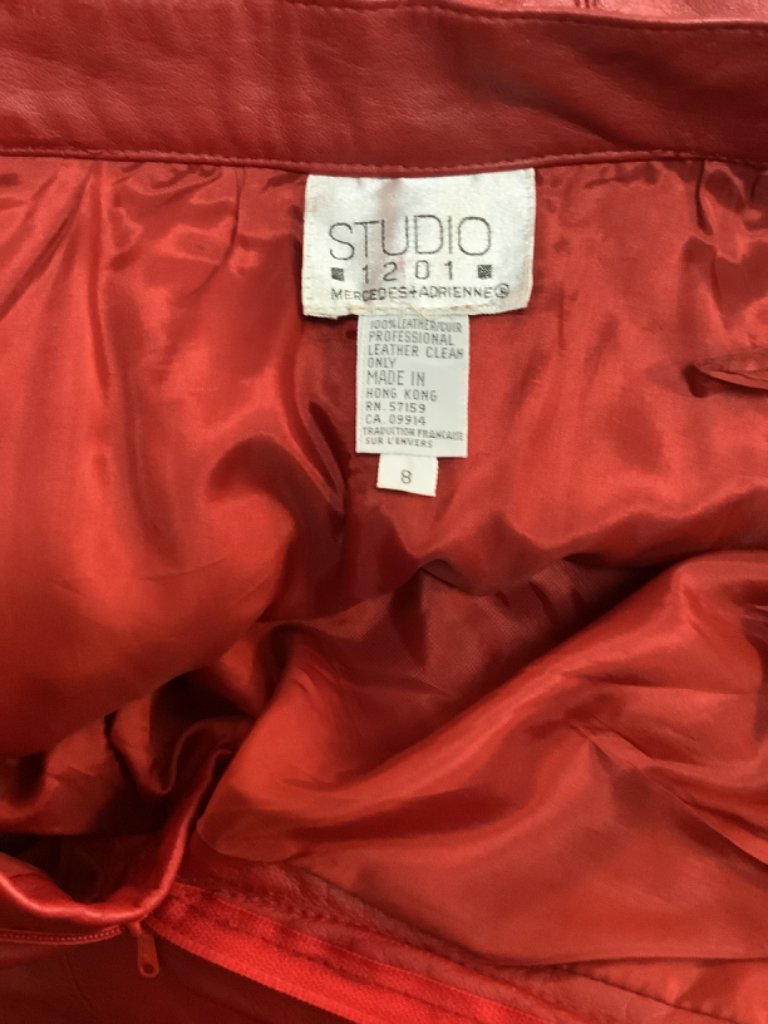 STUDIO
1201
MERCEDES+ADRIENNE®
100% LEATHER/CUIR
PROFESSIONAL
LEATHER CLEAN
ONLY
MADE IN
HONG KONG
RN. 57159
CA. 09914
TRADUCTION FRANCAISE
SUR L'ENVERS
8